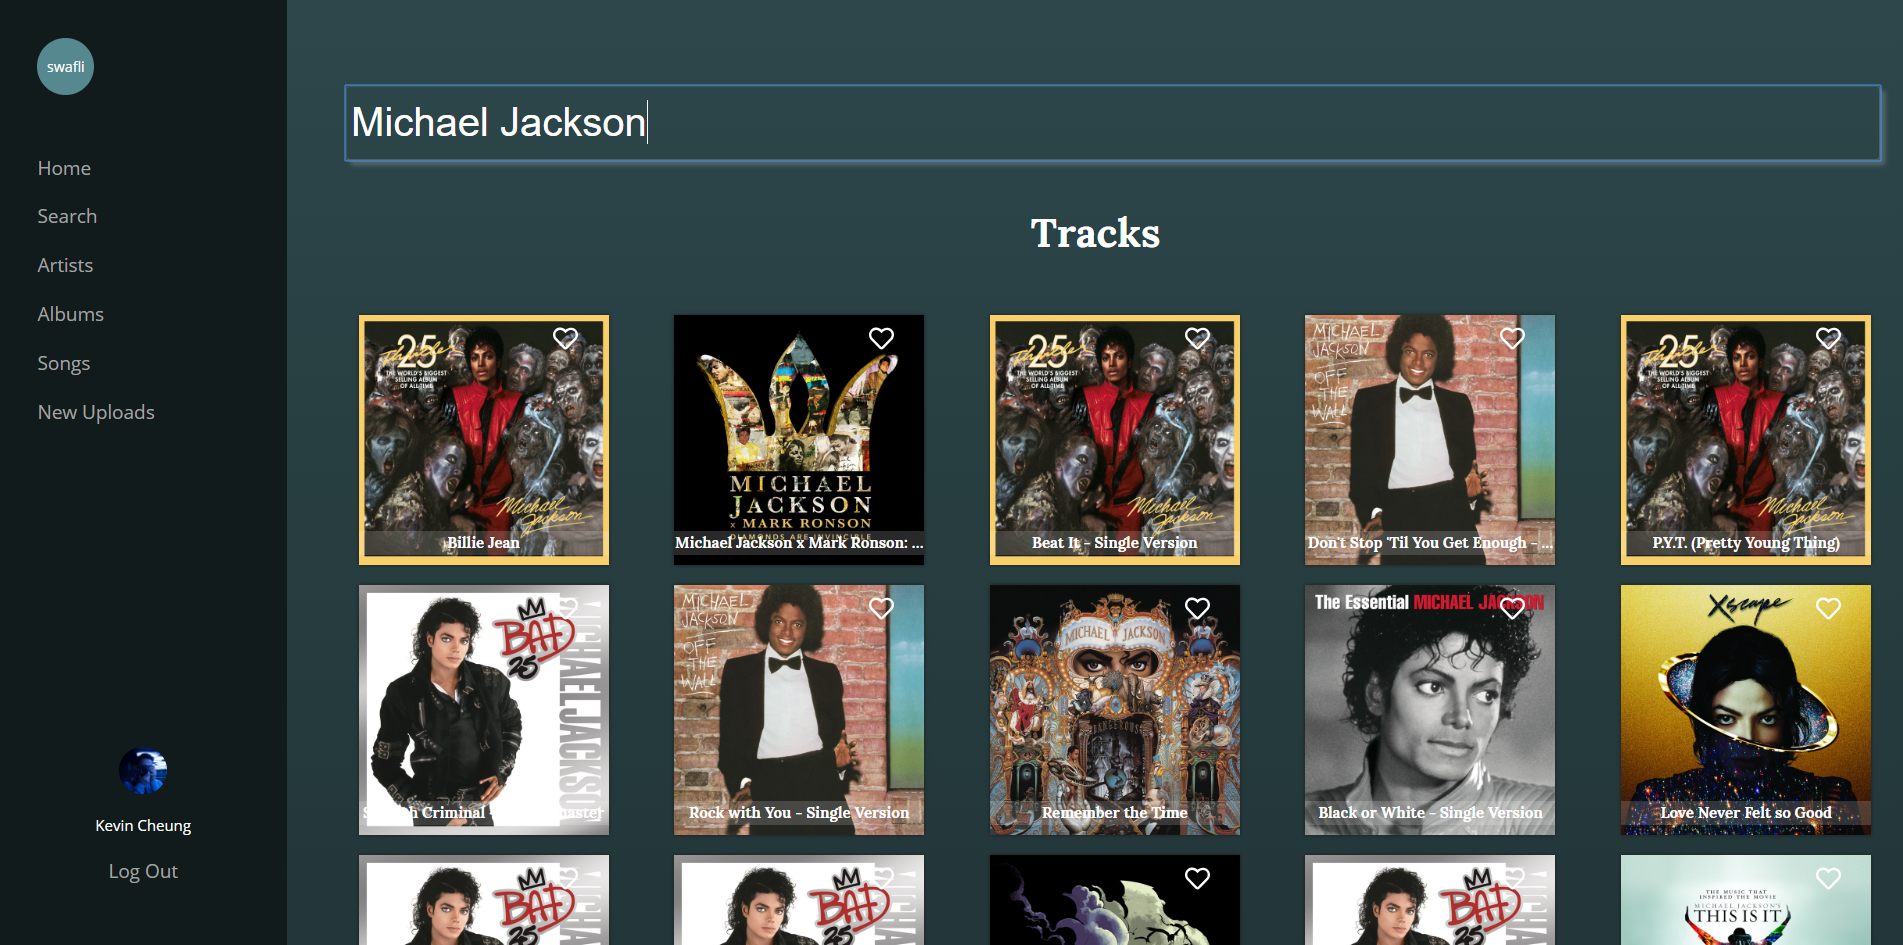 swafli
Home
Search
Artists
Albums
Songs
New Uploads
Kevin Cheung
Log Out
Michael Jackson
Tracks
25
Thriller
THE WORLD'S BIGGEST
SELLING ALBUM
OF ALL TIME
Michael
Jackson
Billie Jean
MICHAEL
JACKSON
x MARK RONSON
DIAMONDS ARE INVINCIBLE
Michael Jackson x Mark Ronson: ...
25
Thriller
THE WORLD'S BIGGEST
SELLING ALBUM
OF ALL TIME
Michael
Jackson
Beat It - Single Version
MICHAEL
JACKSON
OFF
THE
WALL
Don't Stop 'Til You Get Enough - ...
25
Thriller
THE WORLD'S BIGGEST
SELLING ALBUM
OF ALL TIME
Michael
Jackson
P.Y.T. (Pretty Young Thing)
BAD
25
MICHAEL JACKSON
Criminal
MICHAEL
JACKSON
OFF
THE
WALL
Rock with You - Single Version
MICHAEL JACKSON
DANGEROUS
Remember the Time
The Essential MICHAEL JACKSON
Black or White - Single Version
Xscape
Love Never Felt so Good
BAD
25
BAD
25
BAD
25
THE MUSIC THAT
INSPIRED THE MOVIE
MICHAEL JACKSON'S
THIS IS IT